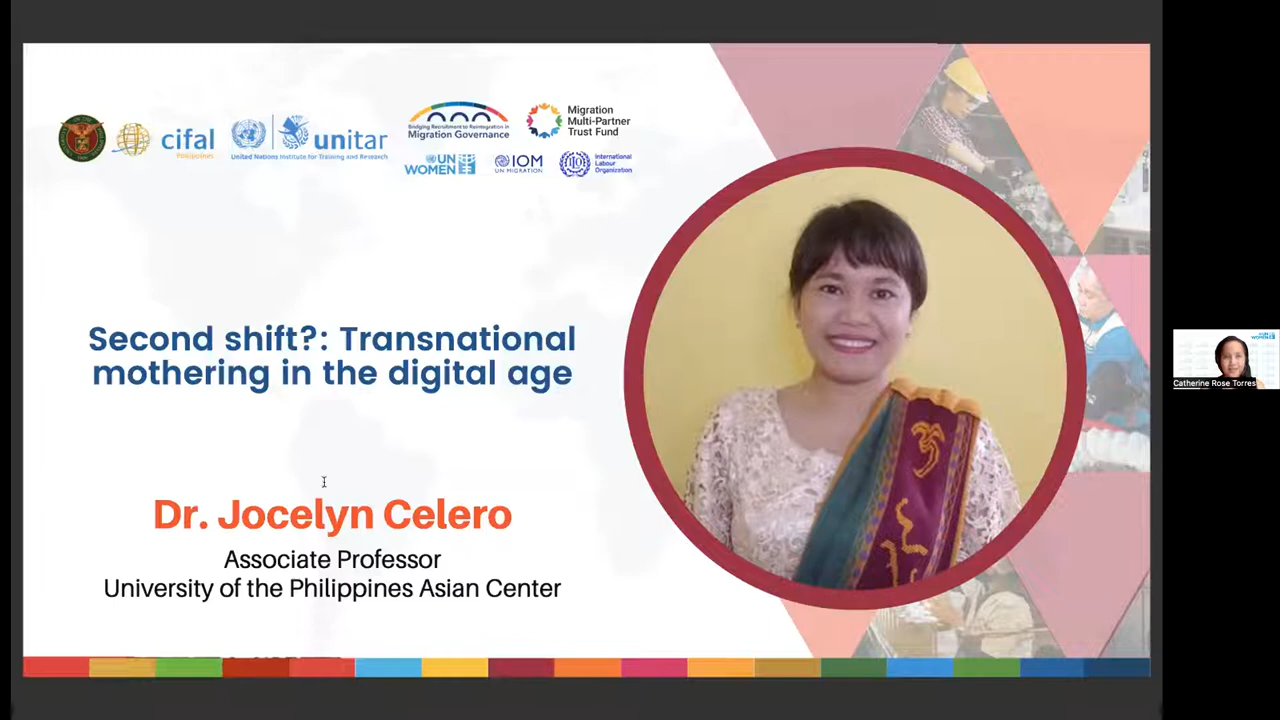 cifal
Philippines
unitar
United Nations Institute for Training and Research
Bridging Recruitment to Reintegration in
Migration Governance
Migration
Multi-Partner
Trust Fund
UN
WOMEN
IOM
UN MIGRATION
International
Labour
Organization
Second shift?: Transnational
mothering in the digital age
Dr. Jocelyn Celero
Associate Professor
University of the Philippines Asian Center
Catherine Rose Torres